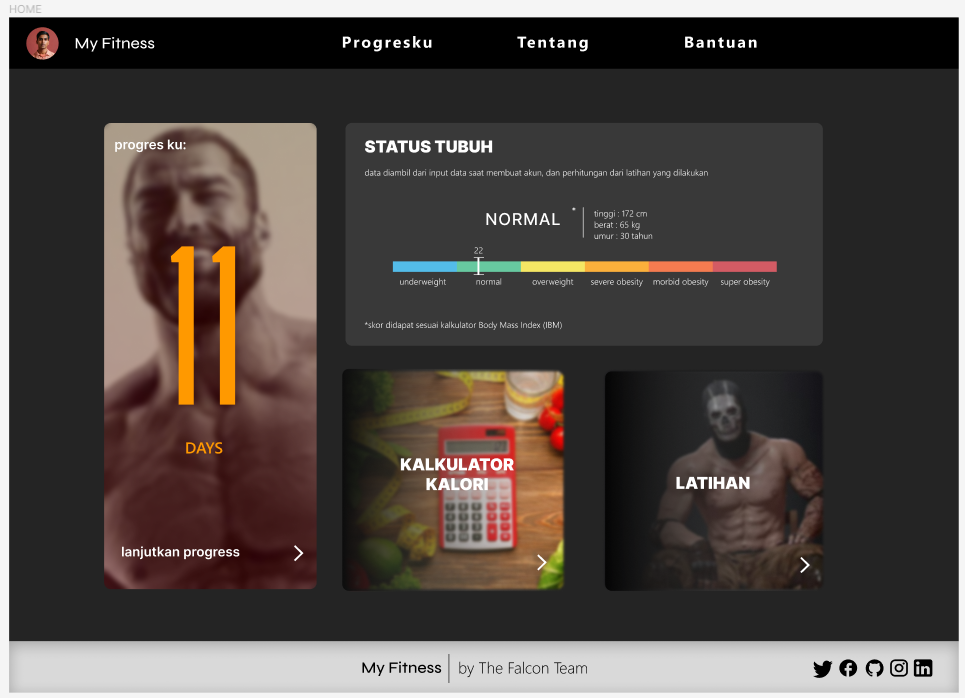 HOME
My Fitness
Progresku
Tentang
Bantuan
progres ku:
11
DAYS
lanjutkan progress
STATUS TUBUH
data diambil dari input data saat membuat akun, dan perhitungan dari latihan yang dilakukan
NORMAL *
tinggi : 172 cm
berat : 65 kg
umur : 30 tahun
22
underweight
normal
overweight
severe obesity
morbid obesity
super obesity
*skor didapat sesuai kalkulator Body Mass Index (IBM)
KALKULATOR
KALORI
LATIHAN
My Fitness
by The Falcon Team